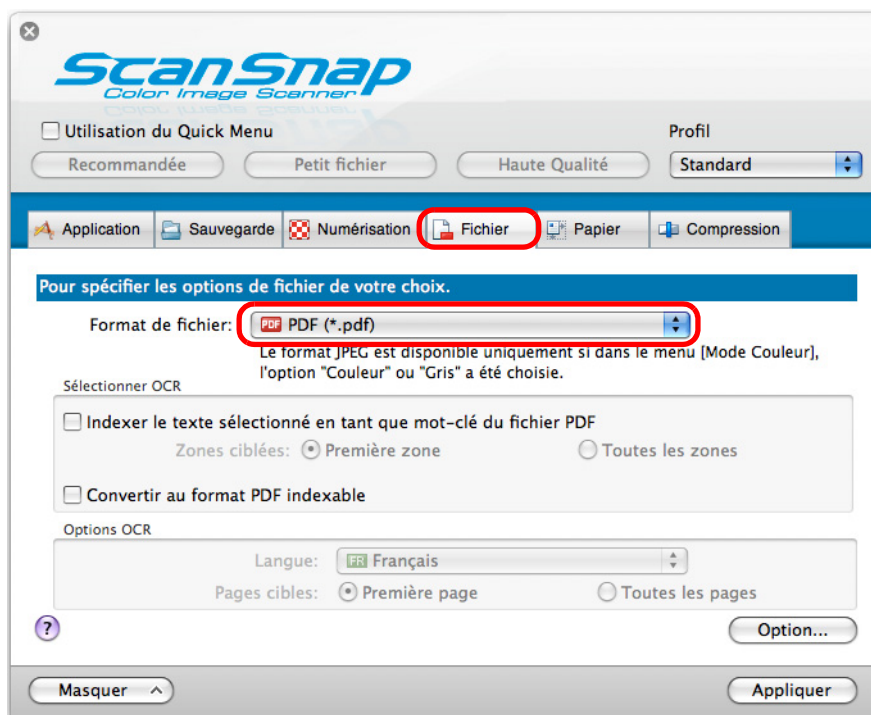 ScanSnap
Color Image Scanner
Utilisation du Quick Menu
Profil
Recommandée
Petit fichier
Haute Qualité
Standard
Application
Sauvegarde
Numérisation
Fichier
Papier
Compression
Pour spécifier les options de fichier de votre choix.
Format de fichier: PDF PDF (*.pdf)
Le format JPEG est disponible uniquement si dans le menu [Mode Couleur],
l'option "Couleur" ou "Gris" a été choisie.
Sélectionner OCR
Indexer le texte sélectionné en tant que mot-clé du fichier PDF
Zones ciblées: Première zone Toutes les zones
Convertir au format PDF indexable
Options OCR
Langue: FR Français
Pages cibles: Première page Toutes les pages
?
Option...
Masquer
Appliquer